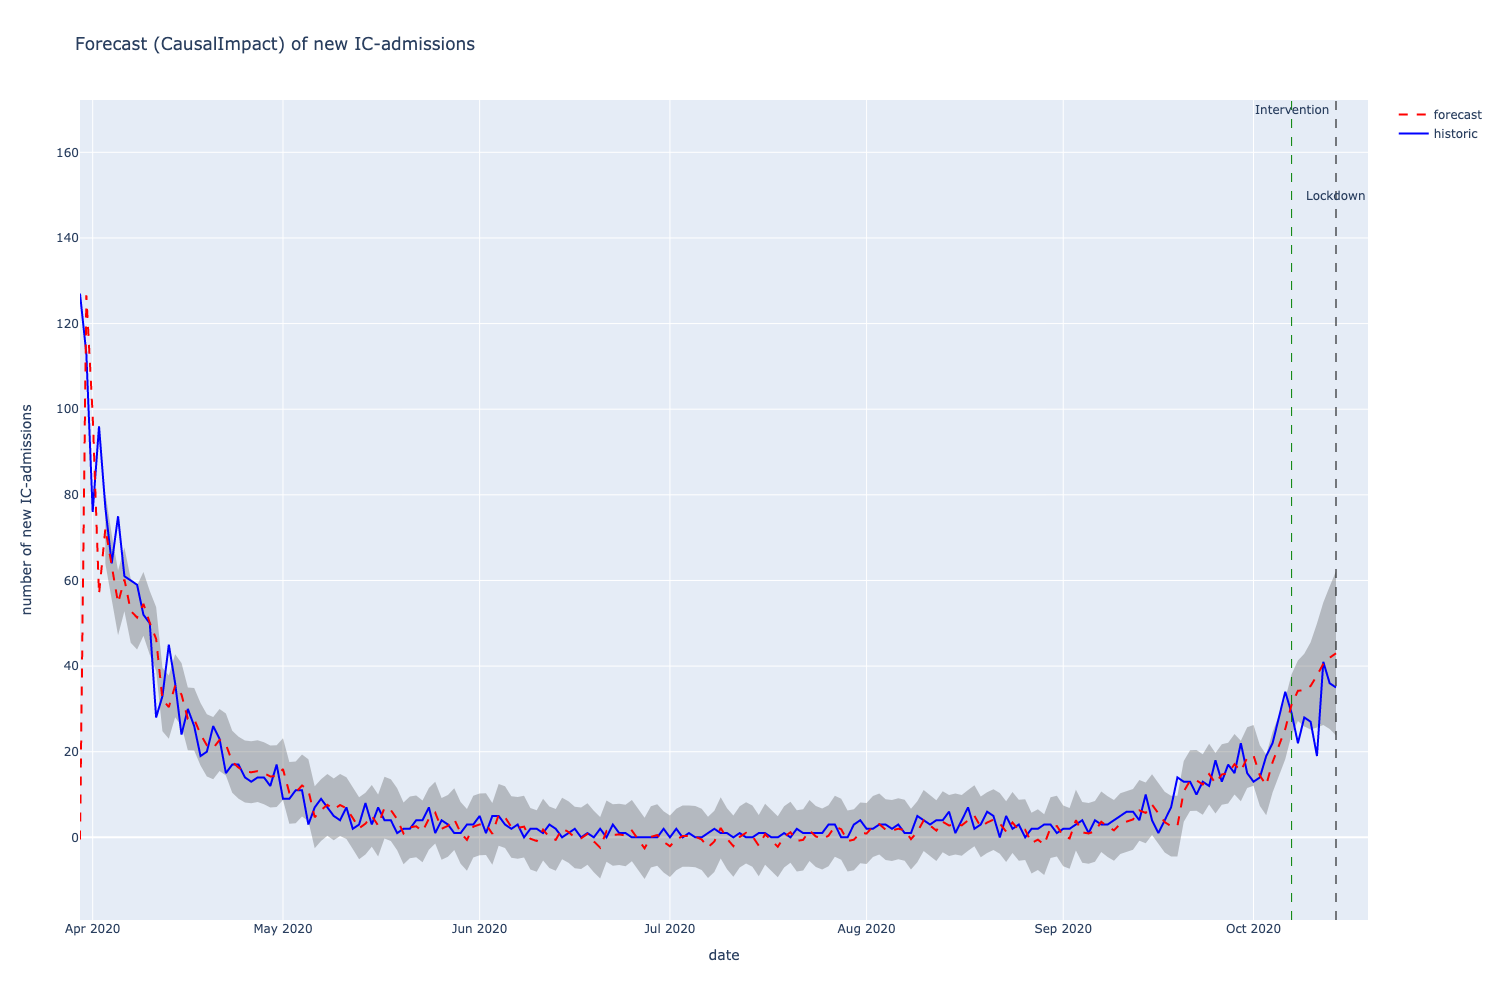 Forecast (CausalImpact) of new IC-admissions
Intervention
Lockdown
forecast
historic
number of new IC-admissions
160
140
120
100
80
60
40
20
0
Apr 2020
May 2020
Jun 2020
Jul 2020
Aug 2020
Sep 2020
Oct 2020
date